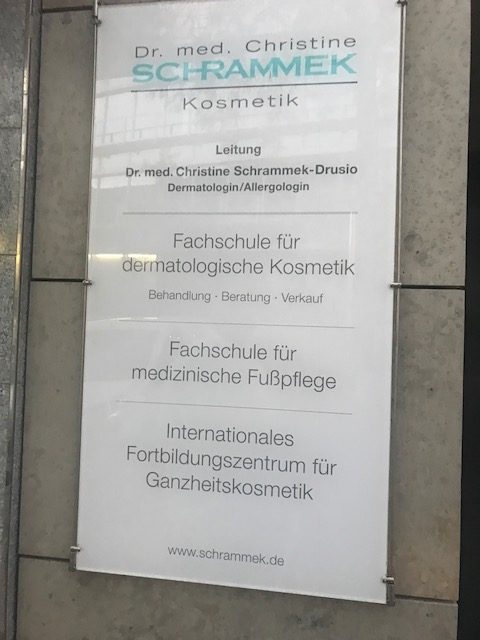 Dr. med. Christine
SCHRAMMEK
Kosmetik
Leitung
Dr. med. Christine Schrammek-Drusio
Dermatologin/Allergologin
Fachschule für
dermatologische Kosmetik
Behandlung · Beratung · Verkauf
Fachschule für
medizinische Fußpflege
Internationales
Fortbildungszentrum für
Ganzheitskosmetik
www.schrammek.de